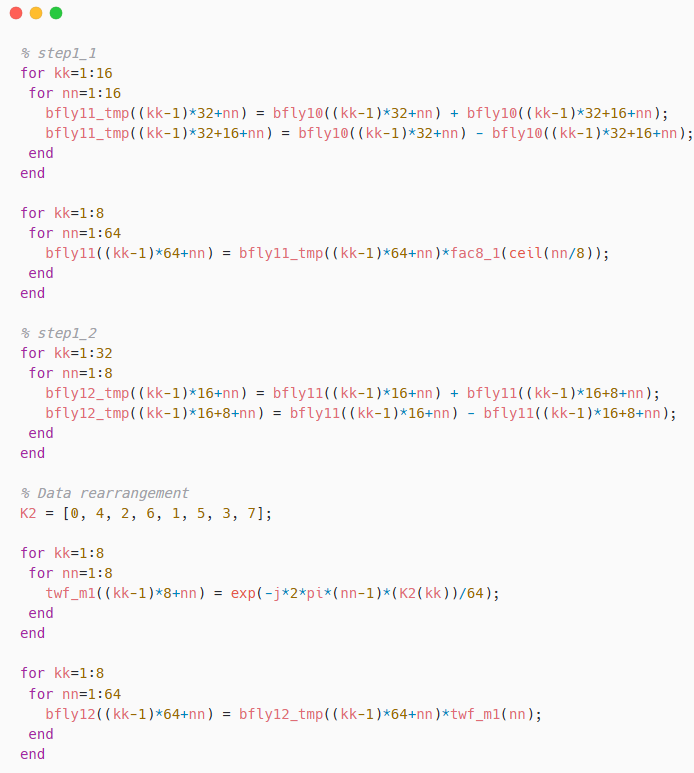 % step1_1
for kk=1:16
 for nn=1:16
   bfly11_tmp((kk-1)*32+nn) = bfly10((kk-1)*32+nn) + bfly10((kk-1)*32+16+nn);
   bfly11_tmp((kk-1)*32+16+nn) = bfly10((kk-1)*32+nn) - bfly10((kk-1)*32+16+nn);
 end
end

for kk=1:8
 for nn=1:64
   bfly11((kk-1)*64+nn) = bfly11_tmp((kk-1)*64+nn)*fac8_1(ceil(nn/8));
 end
end

% step1_2
for kk=1:32
 for nn=1:8
   bfly12_tmp((kk-1)*16+nn) = bfly11((kk-1)*16+nn) + bfly11((kk-1)*16+8+nn);
   bfly12_tmp((kk-1)*16+8+nn) = bfly11((kk-1)*16+nn) - bfly11((kk-1)*16+8+nn);
 end
end

% Data rearrangement
K2 = [0, 4, 2, 6, 1, 5, 3, 7];

for kk=1:8
 for nn=1:8
   twf_m1((kk-1)*8+nn) = exp(-j*2*pi*(nn-1)*(K2(kk))/64);
 end
end

for kk=1:8
 for nn=1:64
   bfly12((kk-1)*64+nn) = bfly12_tmp((kk-1)*64+nn)*twf_m1(nn);
 end
end